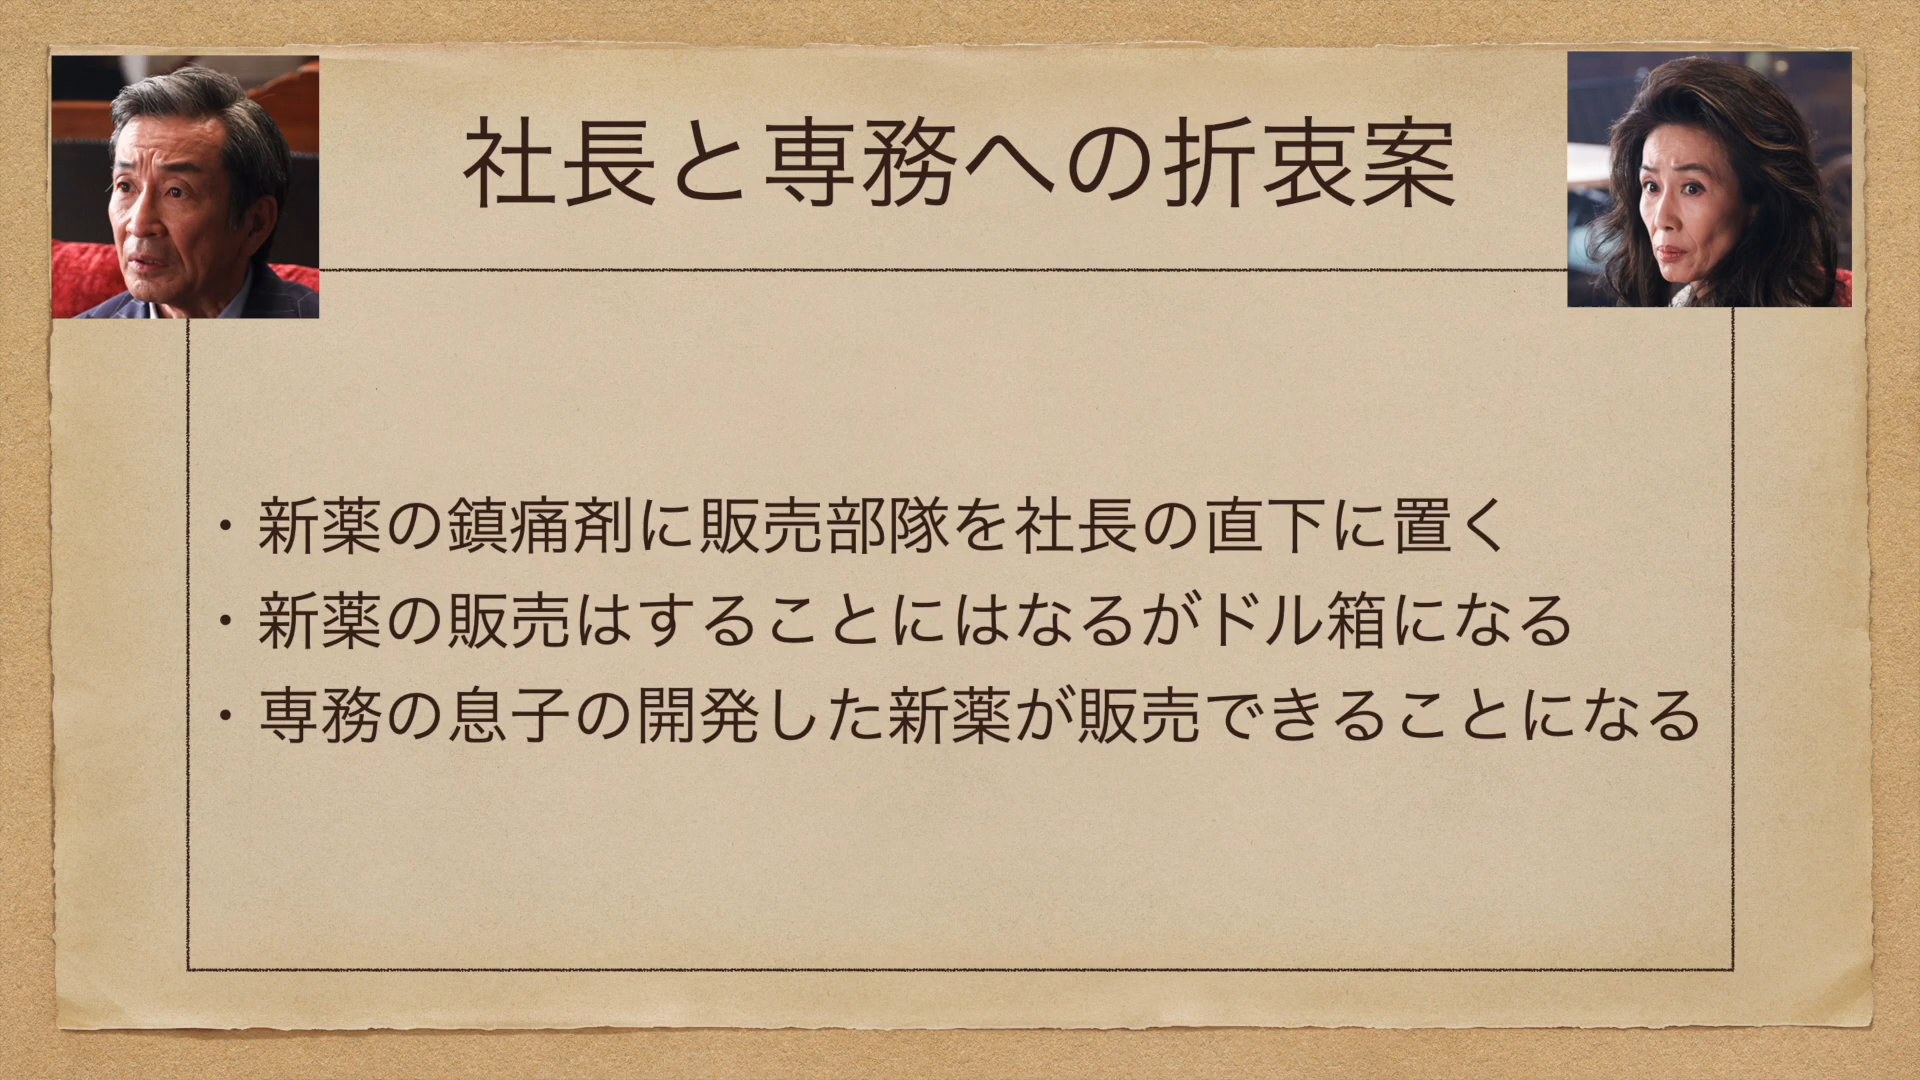 社長と専務への折衷案
・新薬の鎮痛剤に販売部隊を社長の直下に置く
・新薬の販売はすることにはなるがドル箱になる
・専務の息子の開発した新薬が販売できることになる